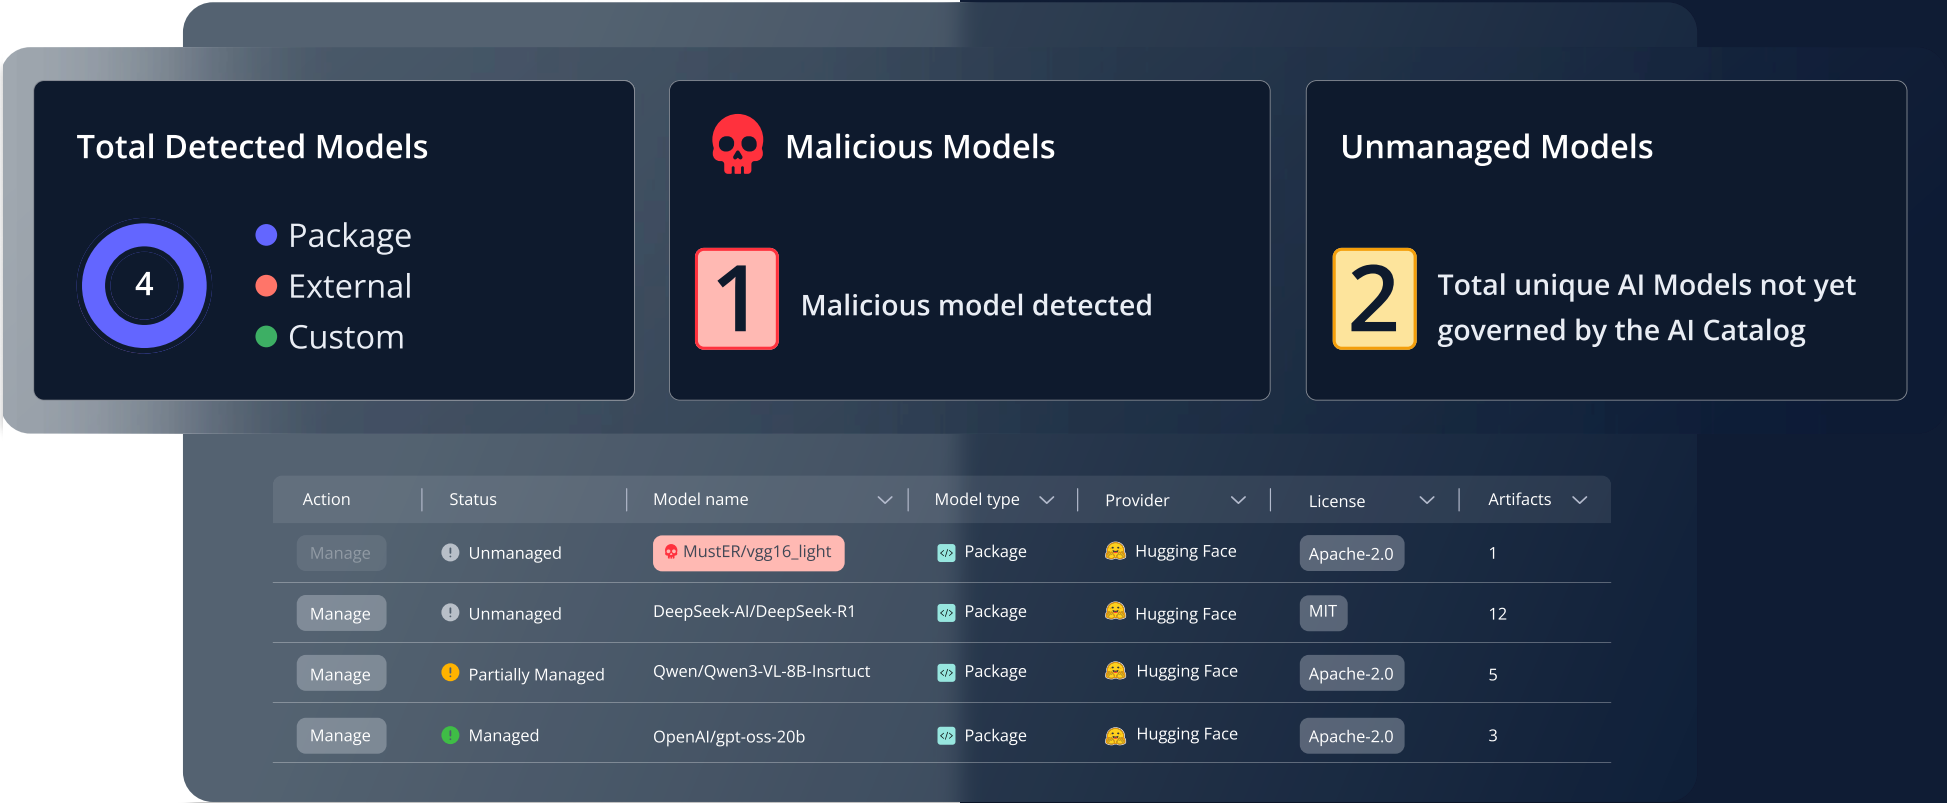 Total Detected Models
4
Package
External
Custom
Malicious Models
1
Malicious model detected
Unmanaged Models
2
Total unique AI Models not yet
governed by the AI Catalog
Action Status Model name Model type Provider License Artifacts
Manage Unmanaged MustER/vgg16_light Package Hugging Face Apache-2.0 1
Manage Unmanaged DeepSeek-AI/DeepSeek-R1 Package Hugging Face MIT 12
Manage Partially Managed Qwen/Qwen3-VL-8B-Insrtuct Package Hugging Face Apache-2.0 5
Manage Managed OpenAI/gpt-oss-20b Package Hugging Face Apache-2.0 3